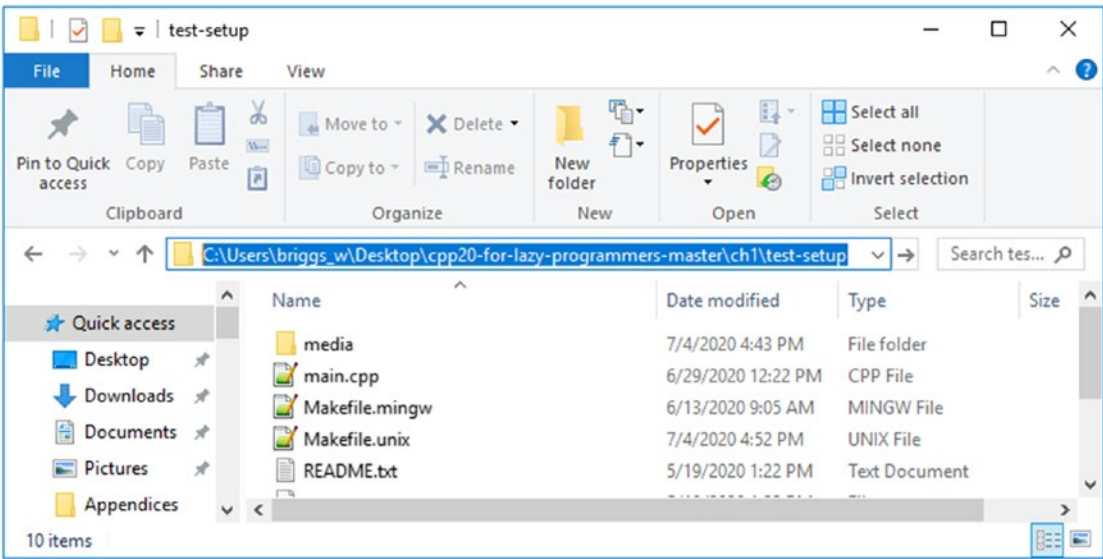 test-setup
File Home Share View
Pin to Quick access
Copy
Paste
Move to
Copy to
Delete
Rename
New folder
Properties
Select all
Select none
Invert selection
Clipboard Organize New Open Select
C:\Users\briggs_w\Desktop\cpp20-for-lazy-programmers-master\ch1\test-setup
Search tes...
Name Date modified Type Size
Quick access
Desktop
Downloads
Documents
Pictures
Appendices
media 7/4/2020 4:43 PM File folder
main.cpp 6/29/2020 12:22 PM CPP File
Makefile.mingw 6/13/2020 9:05 AM MINGW File
Makefile.unix 7/4/2020 4:52 PM UNIX File
README.txt 5/19/2020 1:22 PM Text Document
10 items